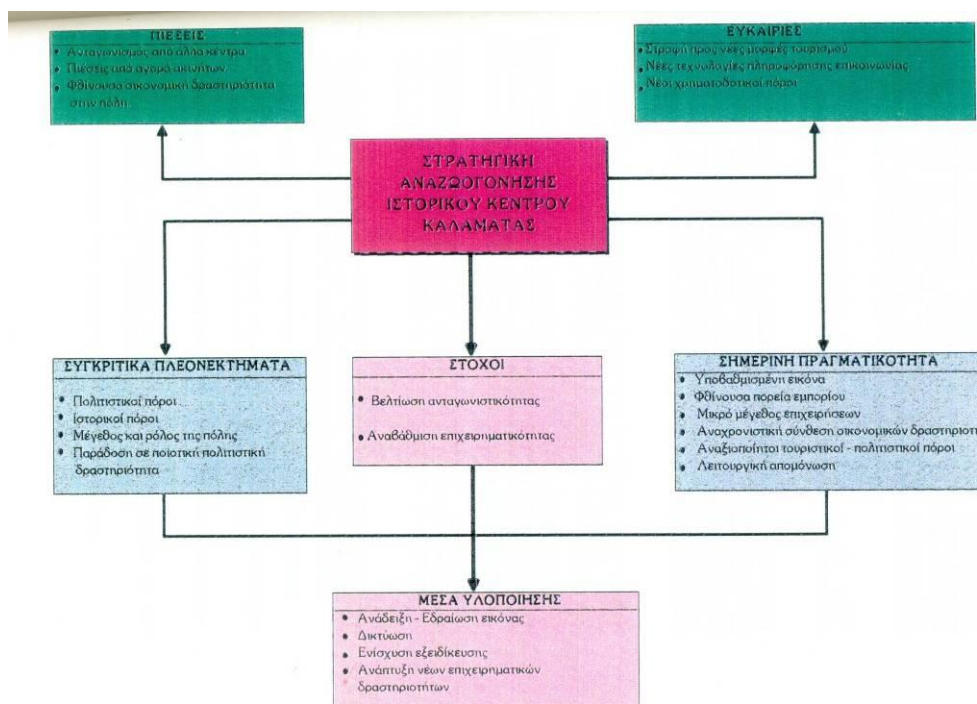 ΠΙΕΣΕΙΣ
• Ανταγωνισμός από άλλα κέντρα
• Πιέσεις από αγορά ακινήτων
• Φθίνουσα οικονομική δραστηριότητα
στην πόλη
ΕΥΚΑΙΡΙΕΣ
• Στροφή προς νέες μορφές τουρισμού
• Νέες τεχνολογίες πληροφόρησης επικοινωνίας
• Νέοι χρηματοδοτικοί πόροι
ΣΤΡΑΤΗΓΙΚΗ
ΑΝΑΖΩΟΓΟΝΗΣΗΣ
ΙΣΤΟΡΙΚΟΥ ΚΕΝΤΡΟΥ
ΚΑΛΑΜΑΤΑΣ
ΣΥΓΚΡΙΤΙΚΑ ΠΛΕΟΝΕΚΤΗΜΑΤΑ
• Πολιτιστικοί πόροι
• Ιστορικοί πόροι
• Μέγεθος και ρόλος της πόλης
• Παράδοση σε ποιοτική πολιτιστική
δραστηριότητα
ΣΤΟΧΟΙ
• Βελτίωση ανταγωνιστικότητας
• Αναβάθμιση επιχειρηματικότητας
ΣΗΜΕΡΙΝΗ ΠΡΑΓΜΑΤΙΚΟΤΗΤΑ
• Υποβαθμισμένη εικόνα
• Φθίνουσα πορεία εμπορίου
• Μικρό μέγεθος επιχειρήσεων
• Αναχρονιστική σύνθεση οικονομικών δραστηριοτ
• Αναξιοποίητοι τουριστικοί - πολιτιστικοί πόροι
• Λειτουργική απομόνωση
ΜΕΣΑ ΥΛΟΠΟΙΗΣΗΣ
• Ανάδειξη - Εδραίωση εικόνας
• Δικτύωση
• Ενίσχυση εξειδίκευσης
• Ανάπτυξη νέων επιχειρηματικών
δραστηριοτήτων